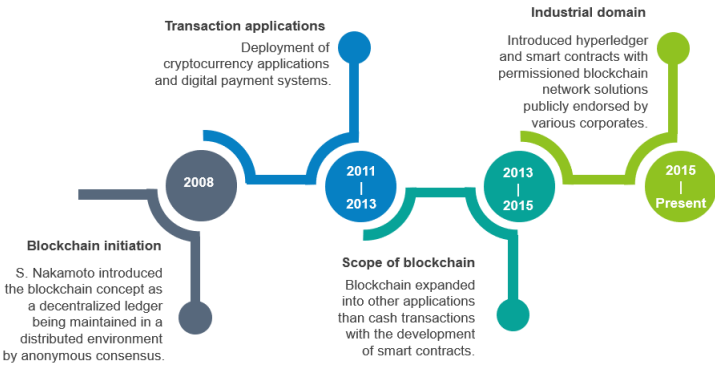 Transaction applications
Deployment of
cryptocurrency applications
and digital payment systems.
Industrial domain
Introduced hyperledger
and smart contracts with
permissioned blockchain
network solutions
publicly endorsed by
various corporates.
2008
2011
|
2013
2013
|
2015
2015
|
Present
Blockchain initiation
S. Nakamoto introduced
the blockchain concept as
a decentralized ledger
being maintained in a
distributed environment
by anonymous consensus.
Scope of blockchain
Blockchain expanded
into other applications
than cash transactions
with the development
of smart contracts.